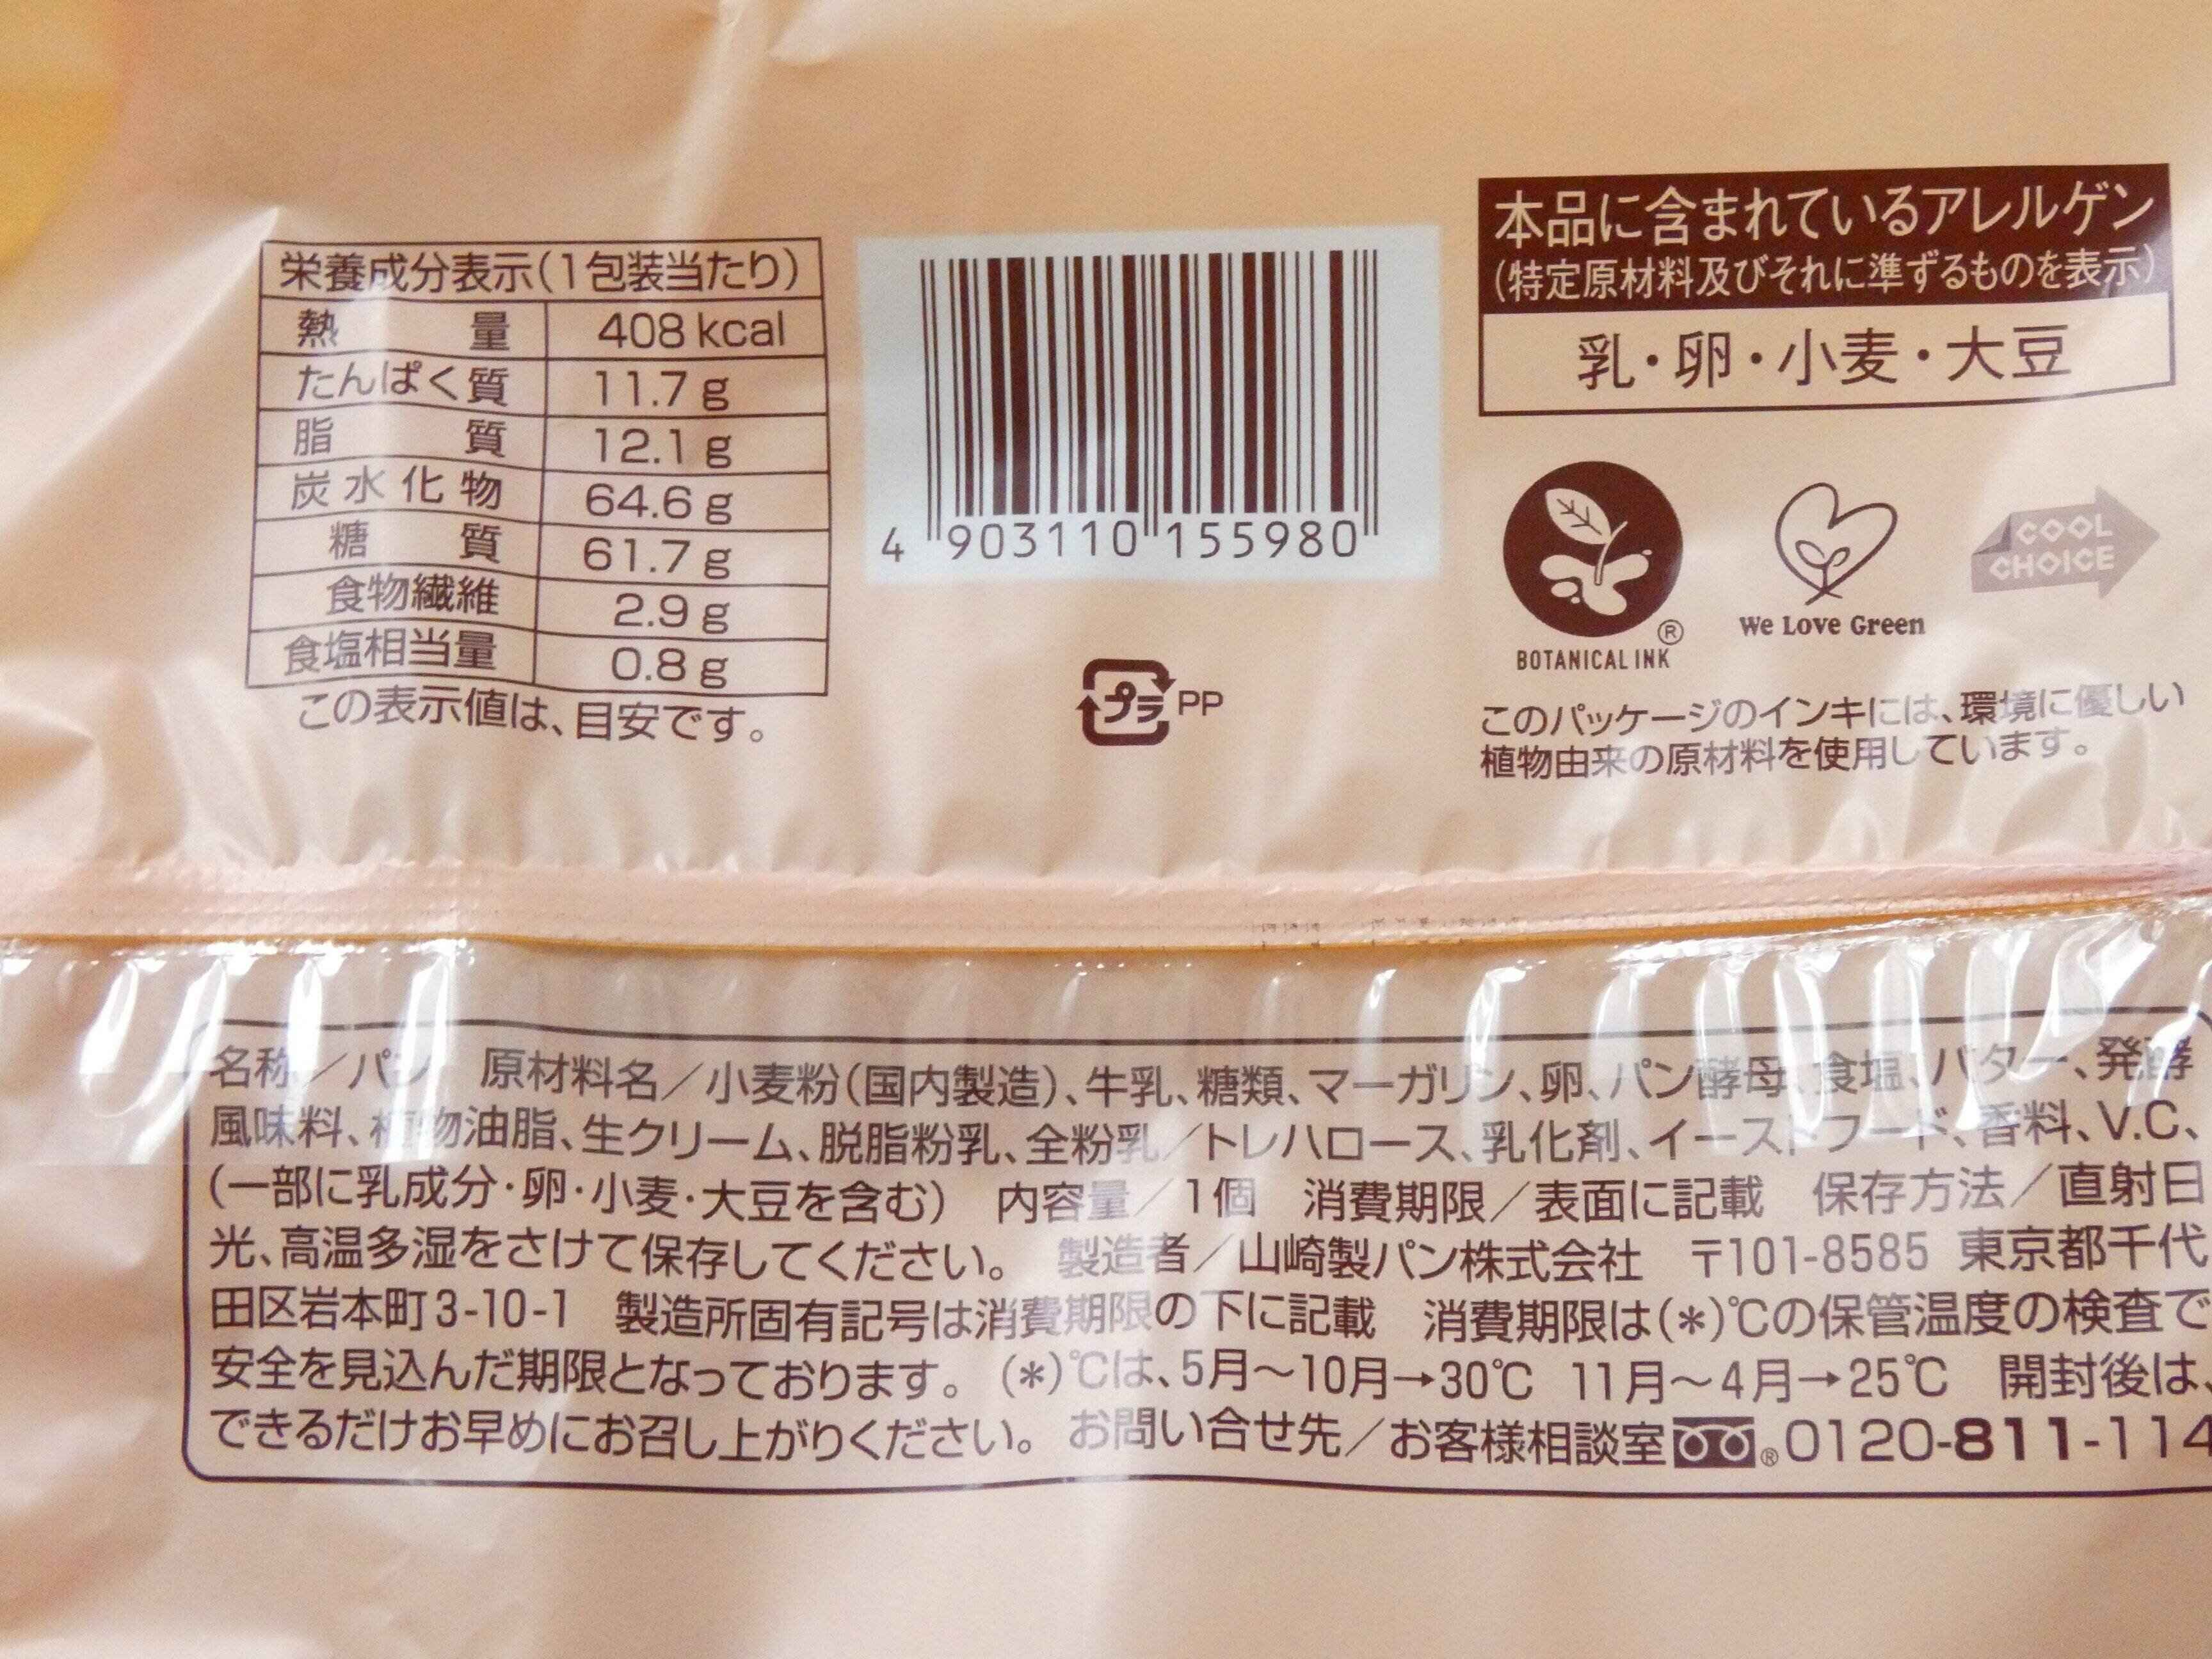 栄養成分表示(1包装当たり)
熱量 408 kcal
たんぱく質 11.7 g
脂質 12.1 g
炭水化物 64.6 g
糖質 61.7 g
食物繊維 2.9 g
食塩相当量 0.8 g
この表示値は、目安です。
4 903110 155980
プラ PP
本品に含まれているアレルゲン
(特定原材料及びそれに準ずるものを表示)
乳・卵・小麦・大豆
BOTANICAL INK ®
We Love Green
COOL
CHOICE
このパッケージのインキには、環境に優しい
植物由来の原材料を使用しています。
名称／パン 原材料名／小麦粉(国内製造)、牛乳、糖類、マーガリン、卵、パン酵母、食塩、バター、発酵
風味料、植物油脂、生クリーム、脱脂粉乳、全粉乳／トレハロース、乳化剤、イーストフード、香料、V.C、
(一部に乳成分・卵・小麦・大豆を含む) 内容量／1個 消費期限／表面に記載 保存方法／直射日
光、高温多湿をさけて保存してください。 製造者／山崎製パン株式会社 〒101-8585 東京都千代
田区岩本町3-10-1 製造所固有記号は消費期限の下に記載 消費期限は(*)℃の保管温度の検査で
安全を見込んだ期限となっております。(*)℃は、5月～10月→30℃ 11月～4月→25℃ 開封後は、
できるだけお早めにお召し上がりください。 お問い合せ先／お客様相談室 ® 0120-811-114